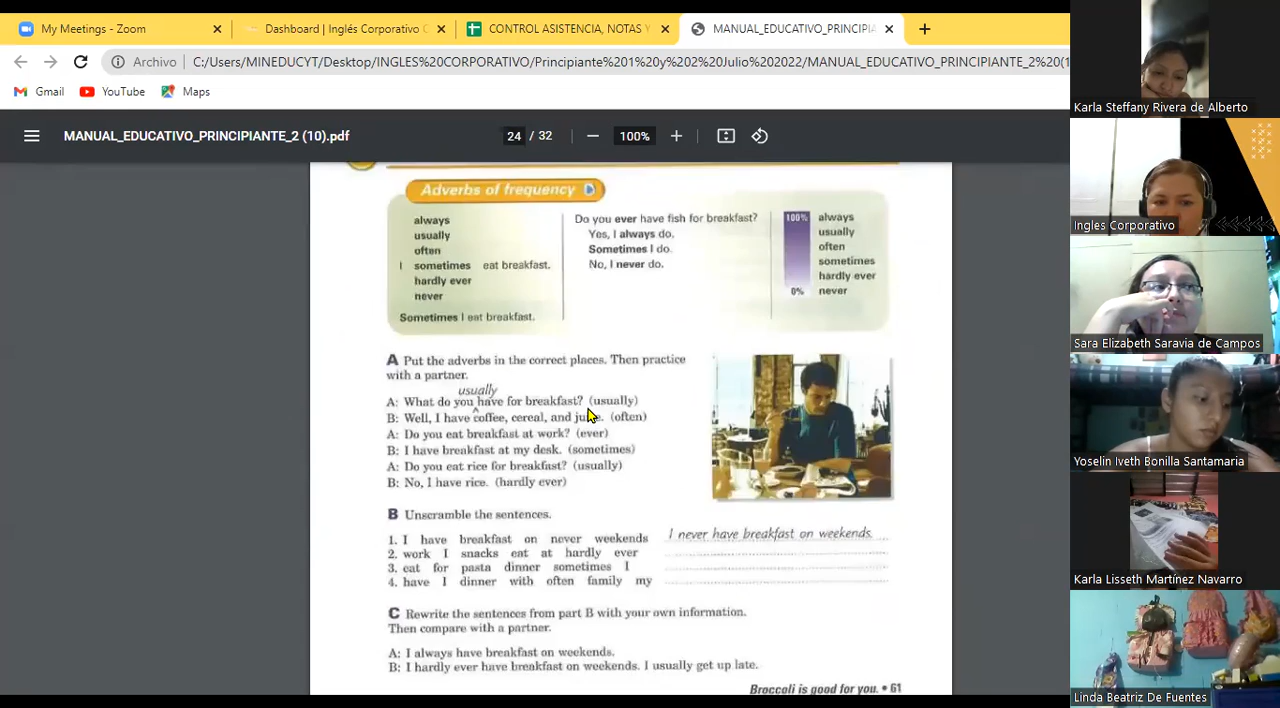 My Meetings - Zoom
Dashboard | Inglés Corporativo
CONTROL ASISTENCIA, NOTAS Y
MANUAL_EDUCATIVO_PRINCIPIA
Archivo C:/Users/MINEDUCYT/Desktop/INGLES%20CORPORATIVO/Principiante%201%20y%202%20Julio%202022/MANUAL_EDUCATIVO_PRINCIPIANTE_2%20(1
Gmail YouTube Maps
MANUAL_EDUCATIVO_PRINCIPIANTE_2 (10).pdf 24 / 32 100%
Adverbs of frequency
always
usually
often
I sometimes eat breakfast.
hardly ever
never
Sometimes I eat breakfast.
Do you ever have fish for breakfast?
Yes, I always do.
Sometimes I do.
No, I never do.
100% always
usually
often
sometimes
hardly ever
0% never
A Put the adverbs in the correct places. Then practice
with a partner.
usually
A: What do you have for breakfast? (usually)
B: Well, I have coffee, cereal, and juice. (often)
A: Do you eat breakfast at work? (ever)
B: I have breakfast at my desk. (sometimes)
A: Do you eat rice for breakfast? (usually)
B: No, I have rice. (hardly ever)
B Unscramble the sentences.
1. I have breakfast on never weekends I never have breakfast on weekends.
2. work I snacks eat at hardly ever
3. eat for pasta dinner sometimes I
4. have I dinner with often family my
C Rewrite the sentences from part B with your own information.
Then compare with a partner.
A: I always have breakfast on weekends.
B: I hardly ever have breakfast on weekends. I usually get up late.
Broccoli is good for you. • 61
Karla Steffany Rivera de Alberto
Ingles Corporativo
Sara Elizabeth Saravia de Campos
Yoselin Iveth Bonilla Santamaria
Karla Lisseth Martínez Navarro
Linda Beatriz De Fuentes